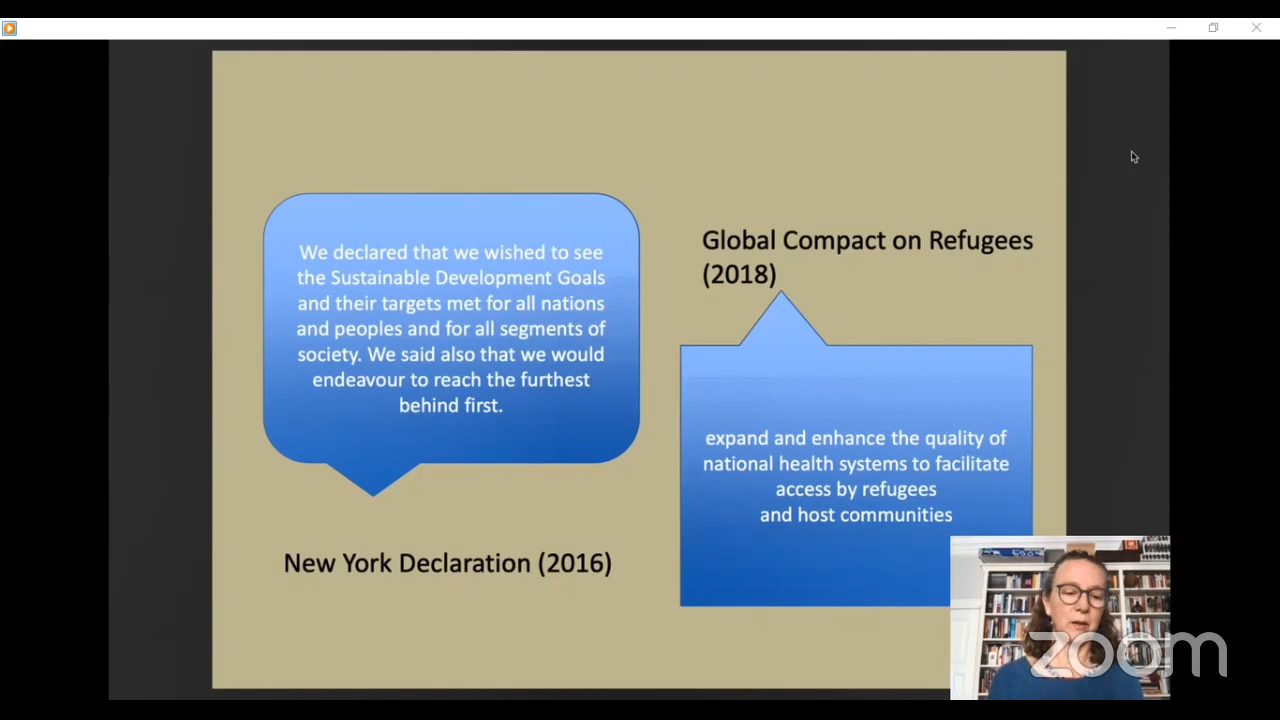 We declared that we wished to see
the Sustainable Development Goals
and their targets met for all nations
and peoples and for all segments of
society. We said also that we would
endeavour to reach the furthest
behind first.
New York Declaration (2016)
Global Compact on Refugees
(2018)
expand and enhance the quality of
national health systems to facilitate
access by refugees
and host communities
zoom